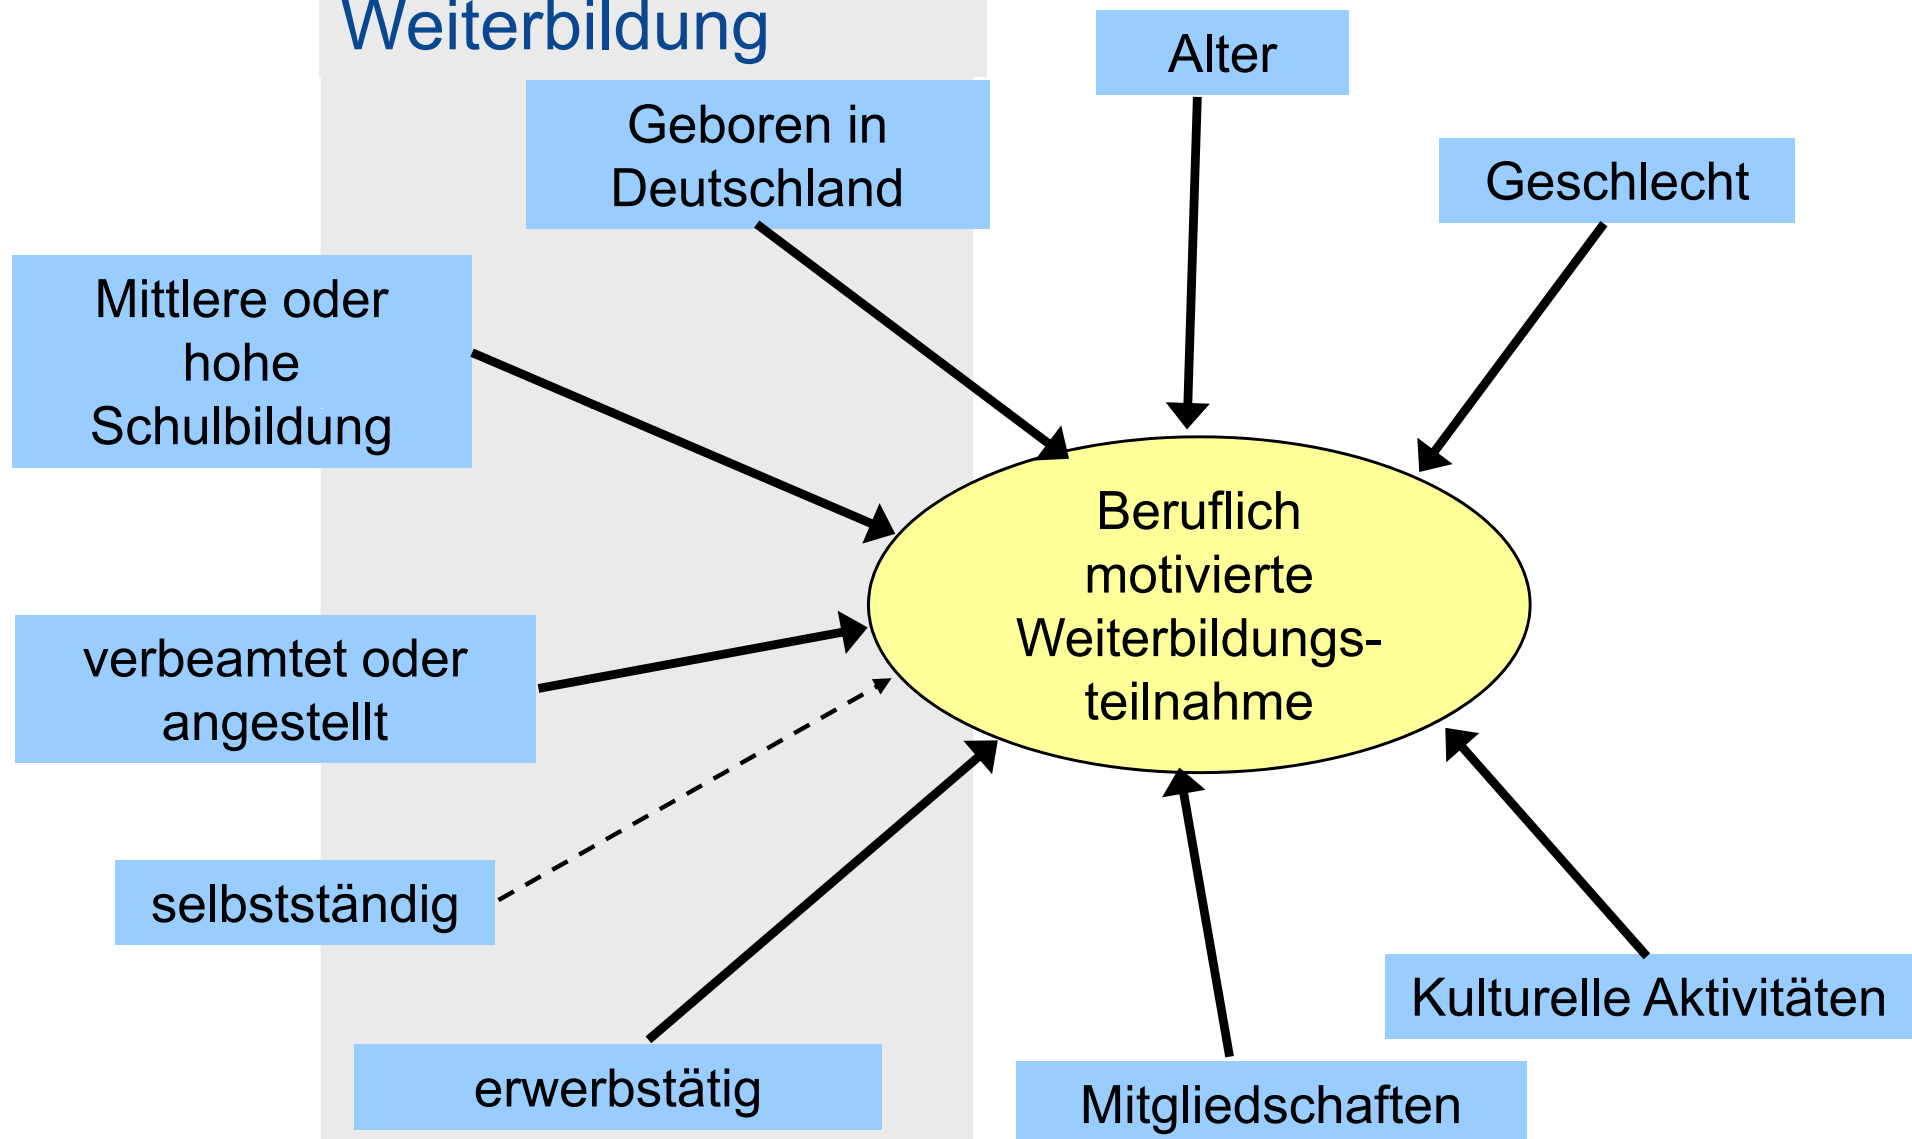 Weiterbildung
Alter
Geboren in
Deutschland
Geschlecht
Mittlere oder
hohe
Schulbildung
Beruflich
motivierte
Weiterbildungs-
teilnahme
verbeamtet oder
angestellt
selbstständig
Kulturelle Aktivitäten
erwerbstätig
Mitgliedschaften